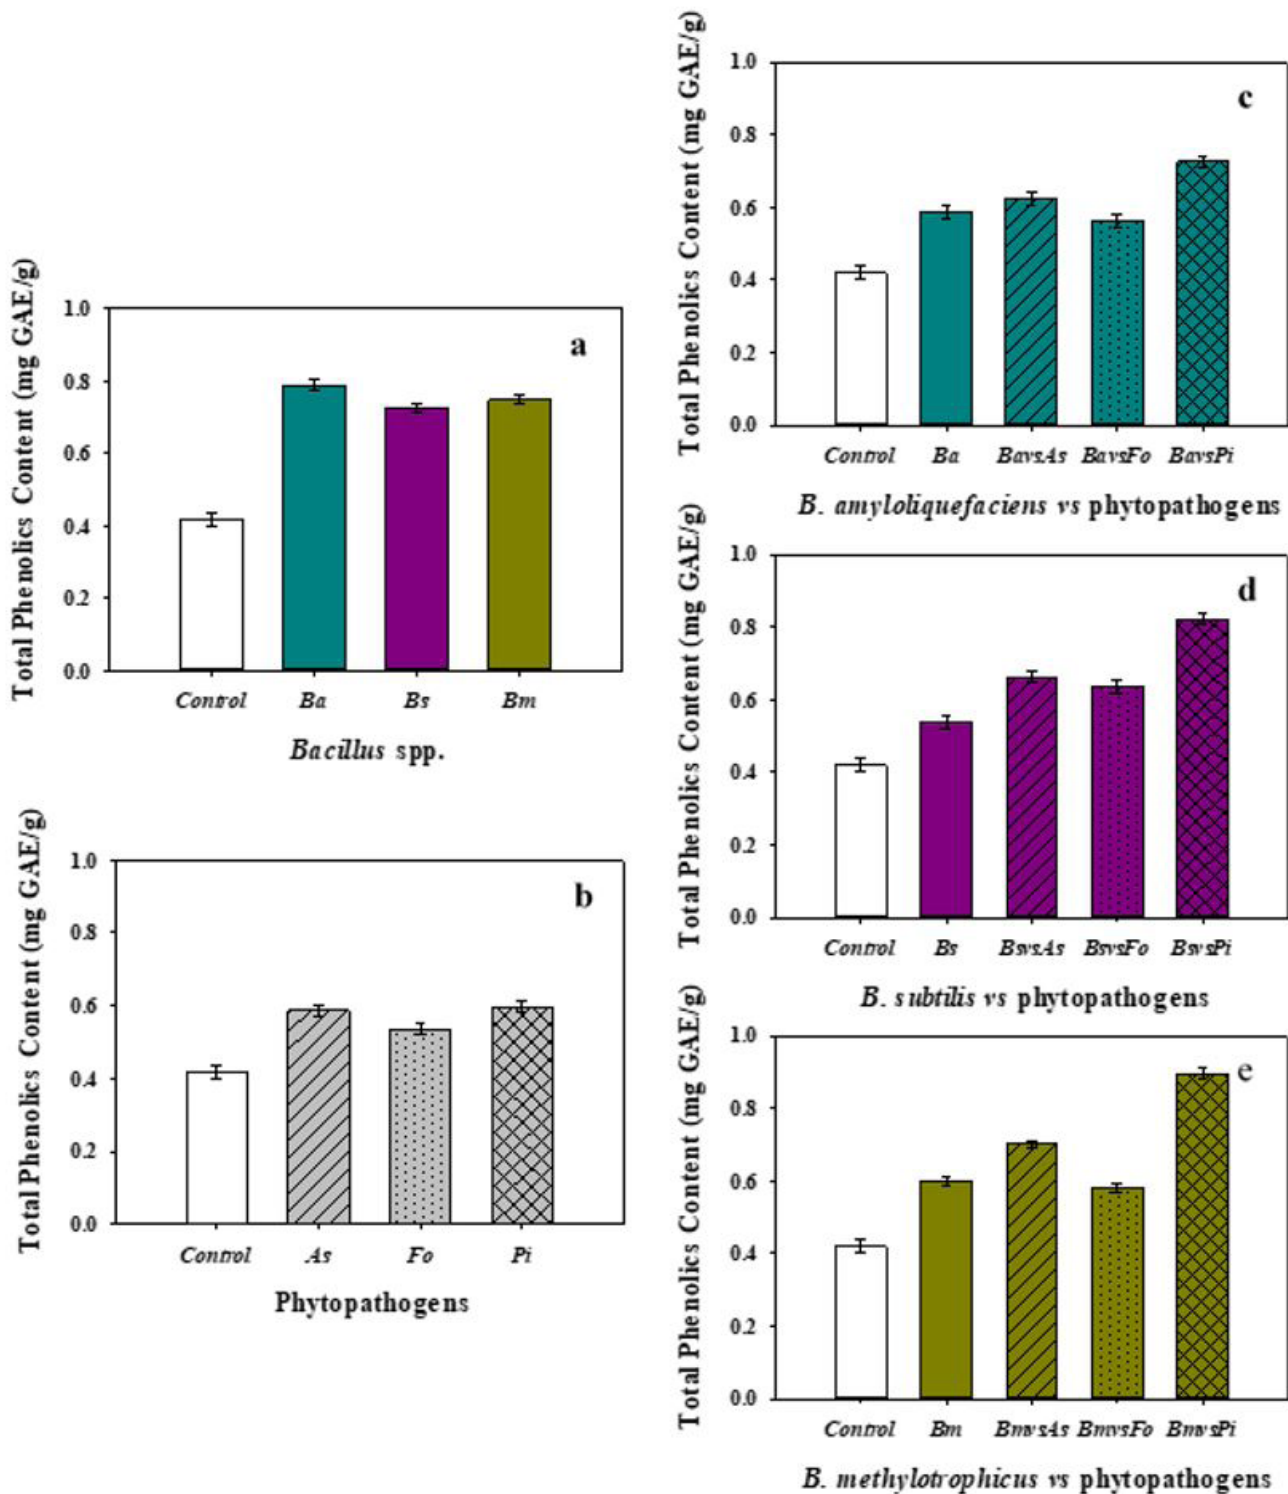 Total Phenolics Content (mg GAE/g)
1.0
0.8
0.6
0.4
0.2
0.0
a
Control Ba Bs Bm
Bacillus spp.
Total Phenolics Content (mg GAE/g)
1.0
0.8
0.6
0.4
0.2
0.0
b
Control As Fo Pi
Phytopathogens
Total Phenolics Content (mg GAE/g)
1.0
0.8
0.6
0.4
0.2
0.0
c
Control Ba BavsAs BavsFo BavsPi
B. amyloliquefaciens vs phytopathogens
Total Phenolics Content (mg GAE/g)
1.0
0.8
0.6
0.4
0.2
0.0
d
Control Bs BsvsAs BsvsFo BsvsPi
B. subtilis vs phytopathogens
Total Phenolics Content (mg GAE/g)
1.0
0.8
0.6
0.4
0.2
0.0
e
Control Bm BmvsAs BmvsFo BmvsPi
B. methylotrophicus vs phytopathogens